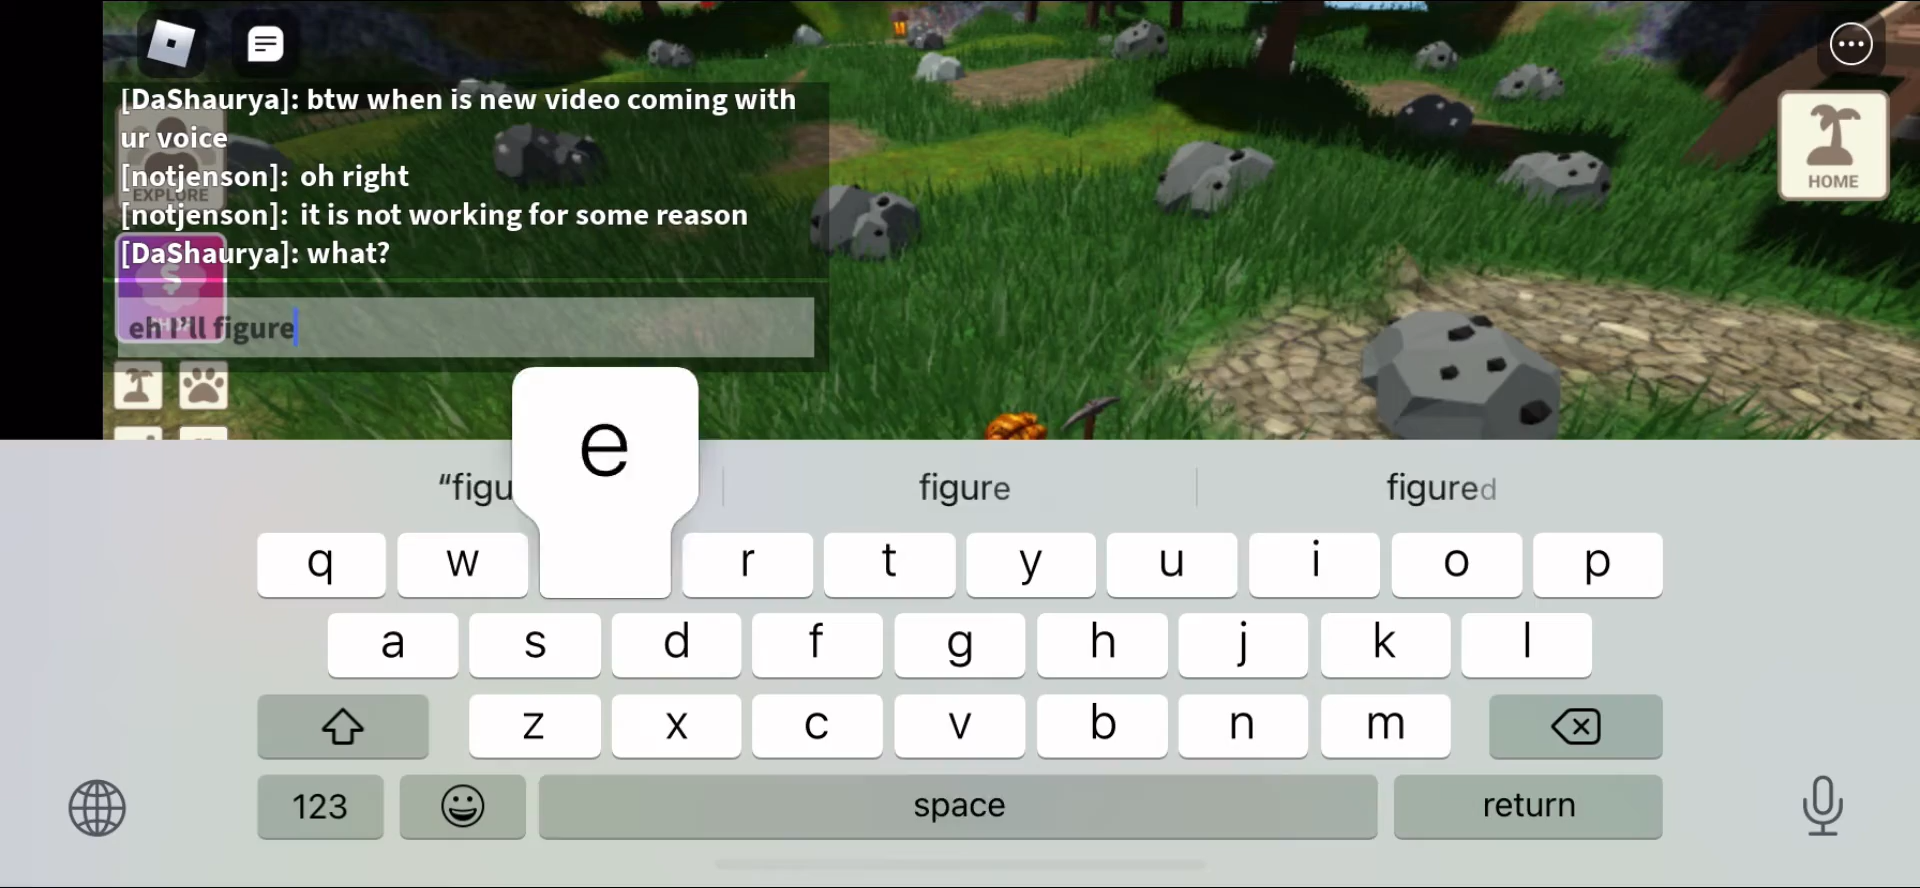 [DaShaurya]: btw when is new video coming with
ur voice
[notjenson]: oh right
EXPLORE
[notjenson]: it is not working for some reason
[DaShaurya]: what?
eh I'll figure
HOME
e
“figu
figure
figured
q w r t y u i o p
a s d f g h j k l
z x c v b n m
123 space return